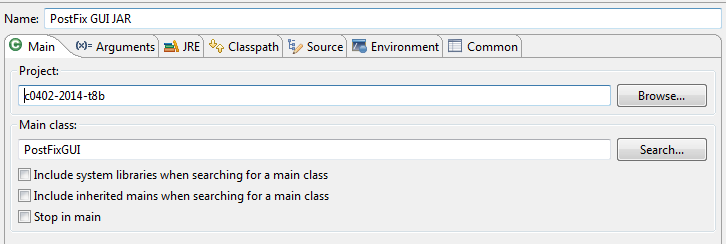 Name: PostFix GUI JAR
Main (x)= Arguments JRE Classpath Source Environment Common
Project:
c0402-2014-t8b Browse...
Main class:
PostFixGUI Search...
Include system libraries when searching for a main class
Include inherited mains when searching for a main class
Stop in main